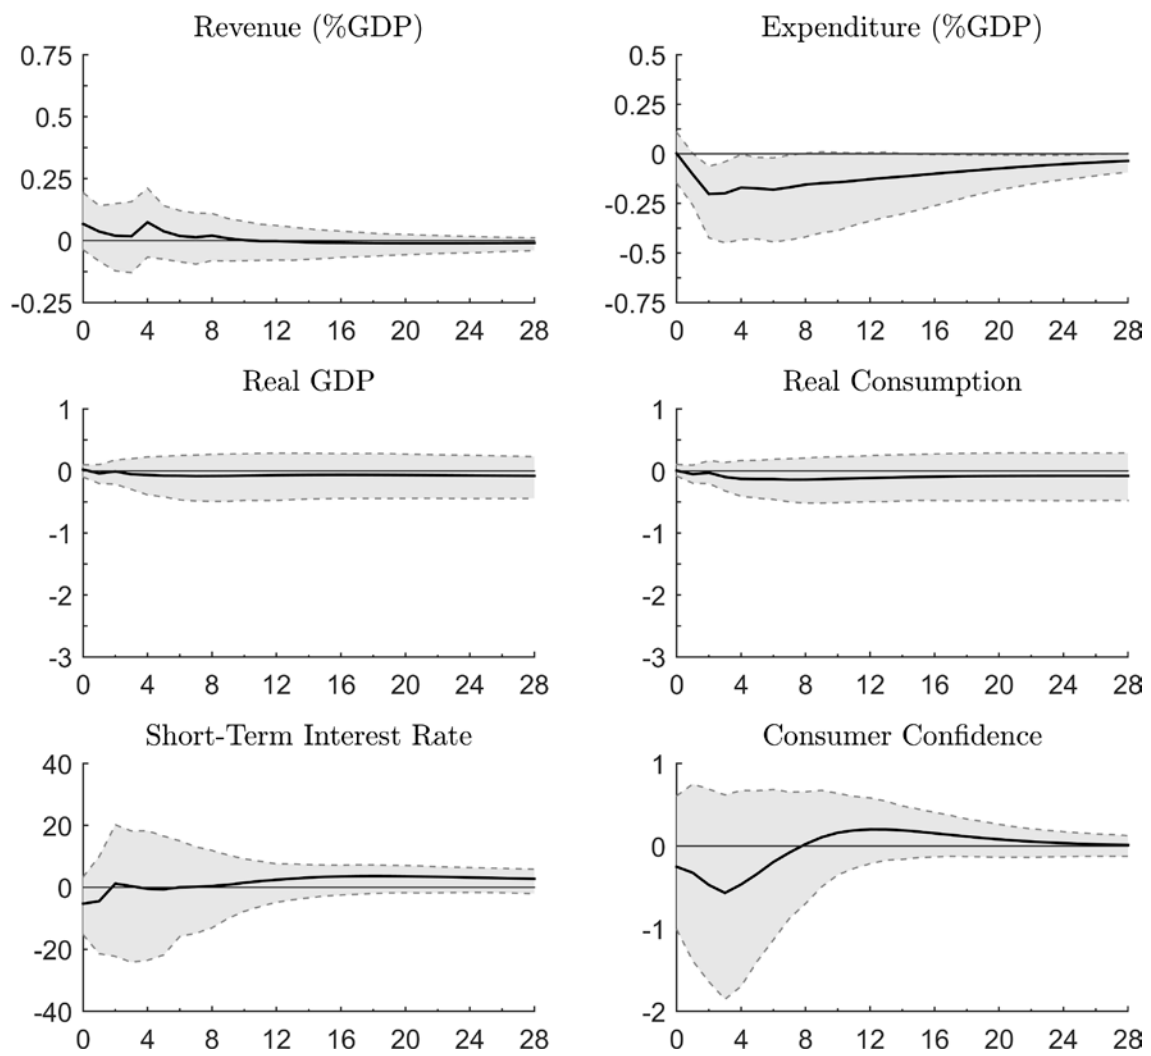 Revenue (%GDP)
0.75
0.5
0.25
0
-0.25
0 4 8 12 16 20 24 28
Expenditure (%GDP)
0.5
0.25
0
-0.25
-0.5
-0.75
0 4 8 12 16 20 24 28
Real GDP
1
0
-1
-2
-3
0 4 8 12 16 20 24 28
Real Consumption
1
0
-1
-2
-3
0 4 8 12 16 20 24 28
Short-Term Interest Rate
40
20
0
-20
-40
0 4 8 12 16 20 24 28
Consumer Confidence
1
0
-1
-2
0 4 8 12 16 20 24 28